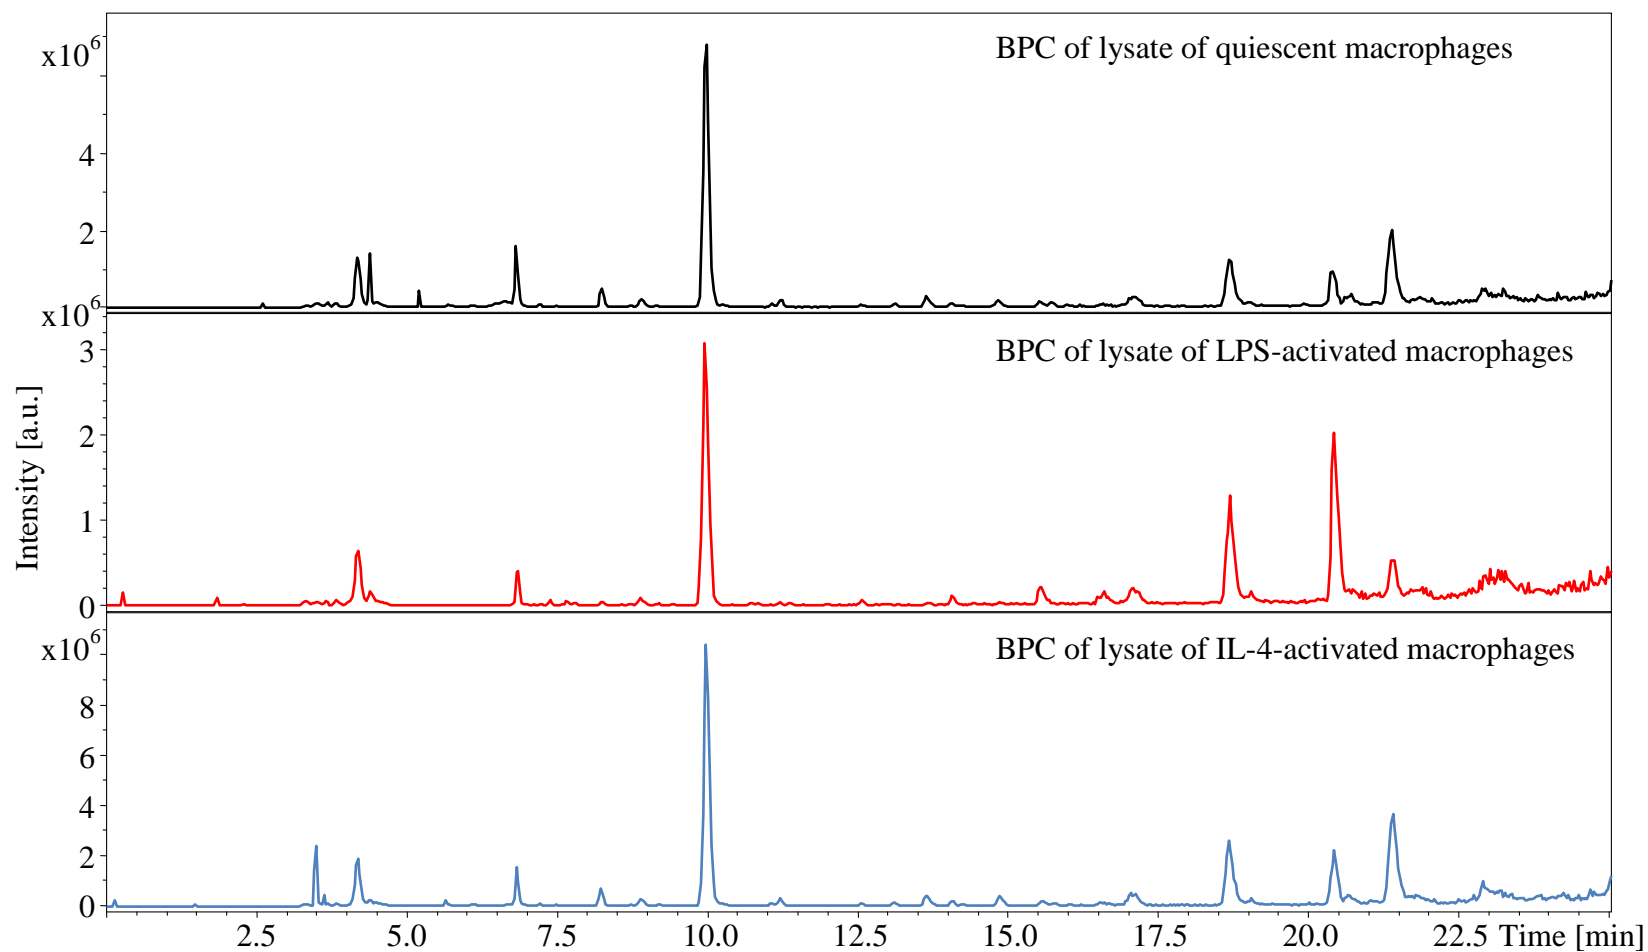 x10^6
BPC of lysate of quiescent macrophages
4
2
x10^6
BPC of lysate of LPS-activated macrophages
3
2
1
0
Intensity [a.u.]
x10^6
BPC of lysate of IL-4-activated macrophages
8
6
4
2
0
2.5 5.0 7.5 10.0 12.5 15.0 17.5 20.0 22.5 Time [min]